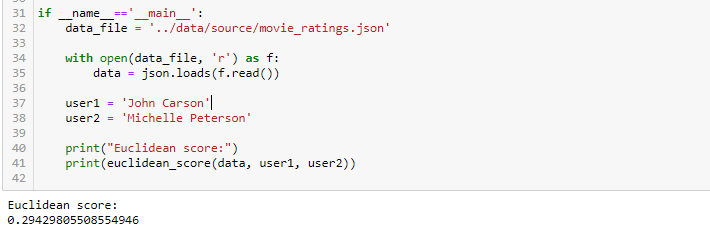 31 if __name__=='__main__':
32     data_file = '../data/source/movie_ratings.json'
33
34     with open(data_file, 'r') as f:
35         data = json.loads(f.read())
36
37     user1 = 'John Carson'
38     user2 = 'Michelle Peterson'
39
40     print("Euclidean score:")
41     print(euclidean_score(data, user1, user2))
42
Euclidean score:
0.29429805508554946